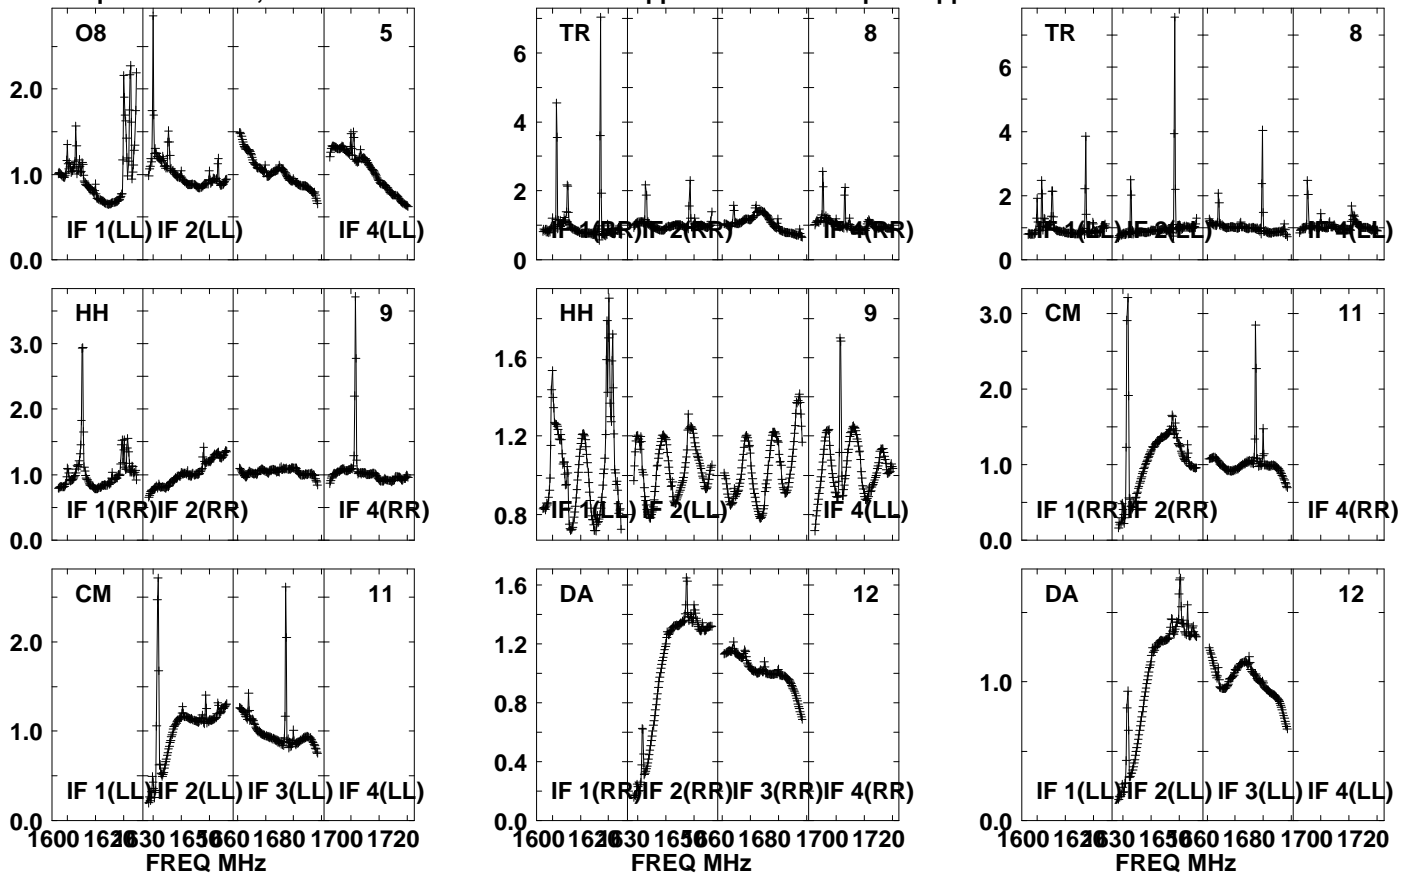 O8 5 TR 8 TR 8
2.0 1.0 0.0
6 4 2 0
6 4 2 0
IF 1(LL) IF 2(LL) IF 4(LL)
IF 1(RR) IF 2(RR) IF 4(RR)
IF 1(LL) IF 2(LL) IF 4(LL)
HH 9 HH 9 CM 11
3.0 2.0 1.0 0.0
1.6 1.2 0.8
3.0 2.0 1.0 0.0
IF 1(RR) IF 2(RR) IF 4(RR)
IF 1(LL) IF 2(LL) IF 4(LL)
IF 1(RR) IF 2(RR) IF 4(RR)
CM 11 DA 12 DA 12
2.0 1.0 0.0
1.6 1.2 0.8 0.4 0.0
1.0 0.0
IF 1(LL) IF 2(LL) IF 3(LL) IF 4(LL)
IF 1(RR) IF 2(RR) IF 3(RR) IF 4(RR)
IF 1(LL) IF 2(LL) IF 3(LL) IF 4(LL)
1600 1620 1630 1650 1660 1680 1700 1720
1600 1620 1630 1650 1660 1680 1700 1720
1600 1620 1630 1650 1660 1680 1700 1720
FREQ MHz FREQ MHz